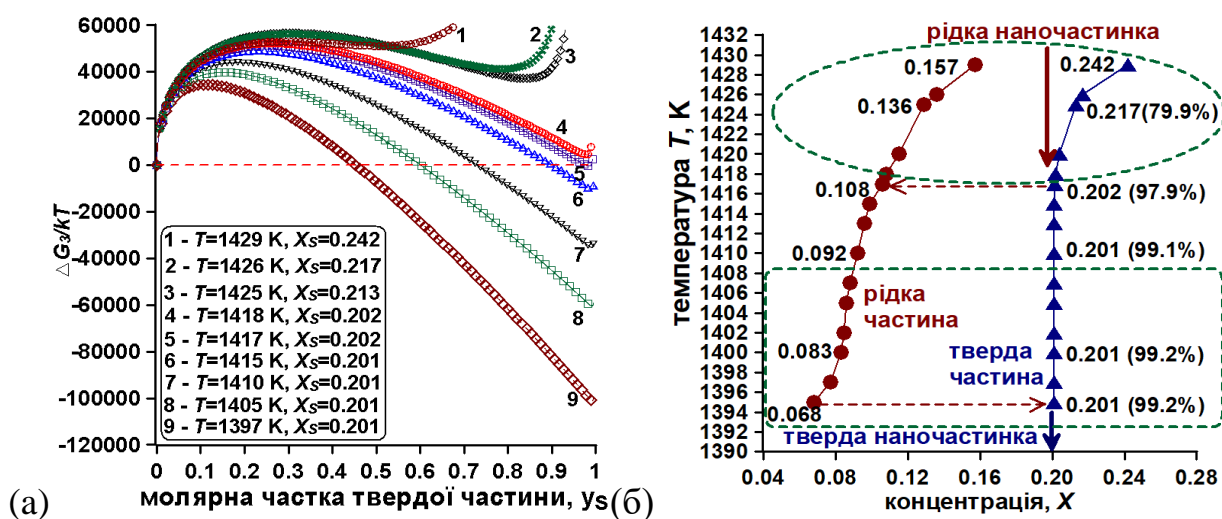 60000
40000
20000
0
-20000
-40000
-60000
-80000
-100000
-120000
△G3/kT
0 0.1 0.2 0.3 0.4 0.5 0.6 0.7 0.8 0.9 1
молярна частка твердої частини, ys
(а)
1
2
3
4
5
6
7
8
9
1 - T=1429 K, XS=0.242
2 - T=1426 K, XS=0.217
3 - T=1425 K, XS=0.213
4 - T=1418 K, XS=0.202
5 - T=1417 K, XS=0.202
6 - T=1415 K, XS=0.201
7 - T=1410 K, XS=0.201
8 - T=1405 K, XS=0.201
9 - T=1397 K, XS=0.201
(б)
температура T, К
1432
1430
1428
1426
1424
1422
1420
1418
1416
1414
1412
1410
1408
1406
1404
1402
1400
1398
1396
1394
1392
1390
рідка наночастинка
0.157
0.242
0.136
0.217(79.9%)
0.108
0.202 (97.9%)
0.092
0.201 (99.1%)
рідка
частина
0.083
тверда
частина
0.201 (99.2%)
0.068
0.201 (99.2%)
тверда наночастинка
0.04 0.08 0.12 0.16 0.20 0.24 0.28
концентрація, X